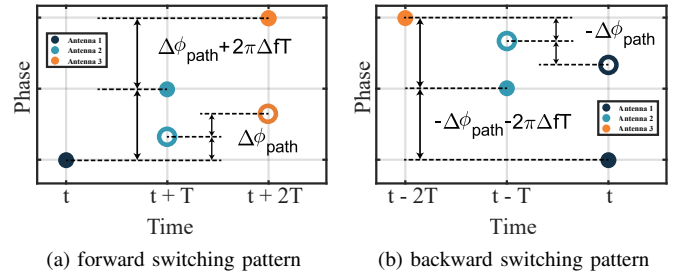 Phase
Antenna 1
Antenna 2
Antenna 3
Δϕpath+2πΔfT
Δϕpath
t
t + T
t + 2T
Time
(a) forward switching pattern
Phase
-Δϕpath
Antenna 1
Antenna 2
Antenna 3
-Δϕpath-2πΔfT
t - 2T
t - T
t
Time
(b) backward switching pattern